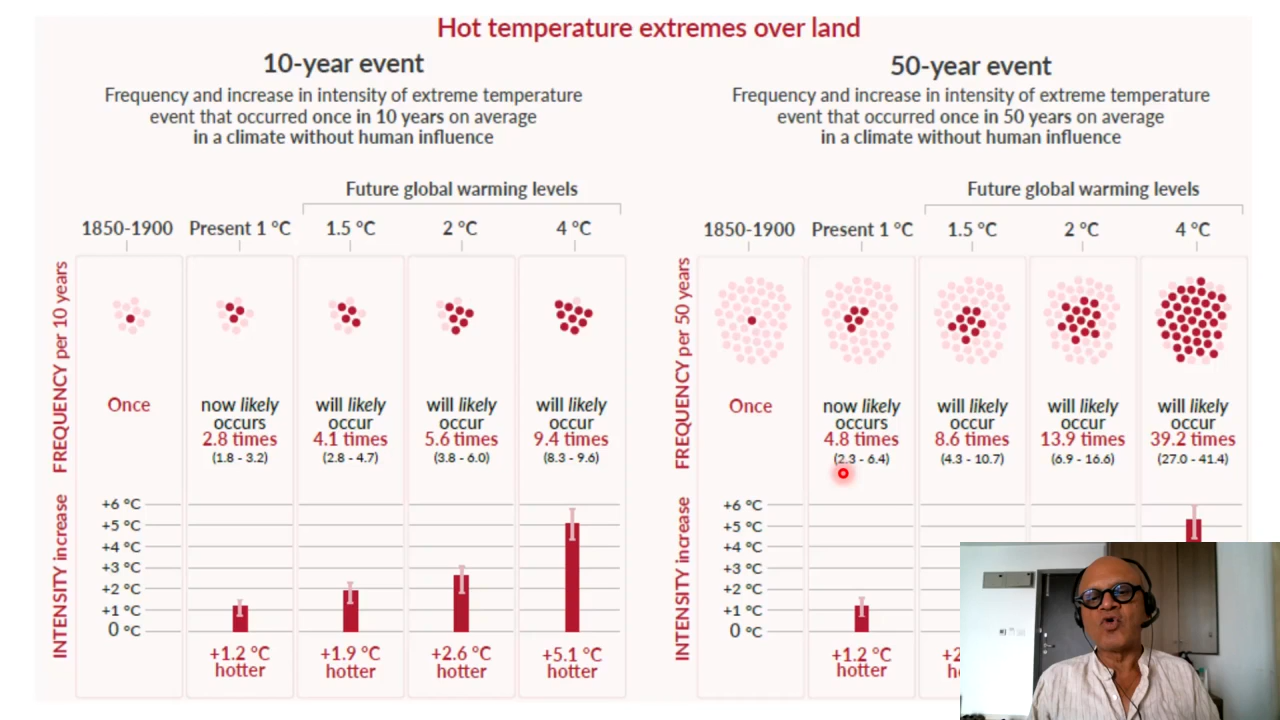 Hot temperature extremes over land
10-year event
Frequency and increase in intensity of extreme temperature
event that occurred once in 10 years on average
in a climate without human influence
Future global warming levels
1850-1900 Present 1 °C 1.5 °C 2 °C 4 °C
FREQUENCY per 10 years
Once
now likely occurs 2.8 times (1.8 - 3.2)
will likely occur 4.1 times (2.8 - 4.7)
will likely occur 5.6 times (3.8 - 6.0)
will likely occur 9.4 times (8.3 - 9.6)
INTENSITY increase
+6 °C
+5 °C
+4 °C
+3 °C
+2 °C
+1 °C
0 °C
+1.2 °C hotter
+1.9 °C hotter
+2.6 °C hotter
+5.1 °C hotter
50-year event
Frequency and increase in intensity of extreme temperature
event that occurred once in 50 years on average
in a climate without human influence
Future global warming levels
1850-1900 Present 1 °C 1.5 °C 2 °C 4 °C
FREQUENCY per 50 years
Once
now likely occurs 4.8 times (2.3 - 6.4)
will likely occur 8.6 times (4.3 - 10.7)
will likely occur 13.9 times (6.9 - 16.6)
will likely occur 39.2 times (27.0 - 41.4)
INTENSITY increase
+6 °C
+5 °C
+4 °C
+3 °C
+2 °C
+1 °C
0 °C
+1.2 °C hotter